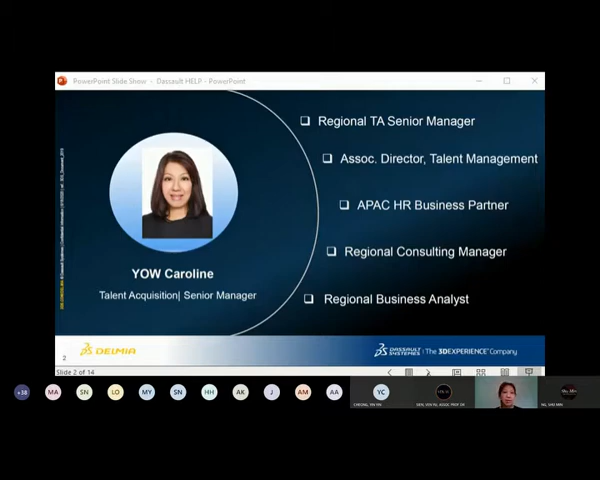 PowerPoint Slide Show - Dassault HELP - PowerPoint
Regional TA Senior Manager
Assoc. Director, Talent Management
APAC HR Business Partner
YOW Caroline
Regional Consulting Manager
Talent Acquisition| Senior Manager
Regional Business Analyst
2
DELMIA
DASSAULT SYSTEMES | The 3DEXPERIENCE Company
Slide 2 of 14
+38
MA
SN
LO
MY
SN
HH
AK
J
AM
AA
YC